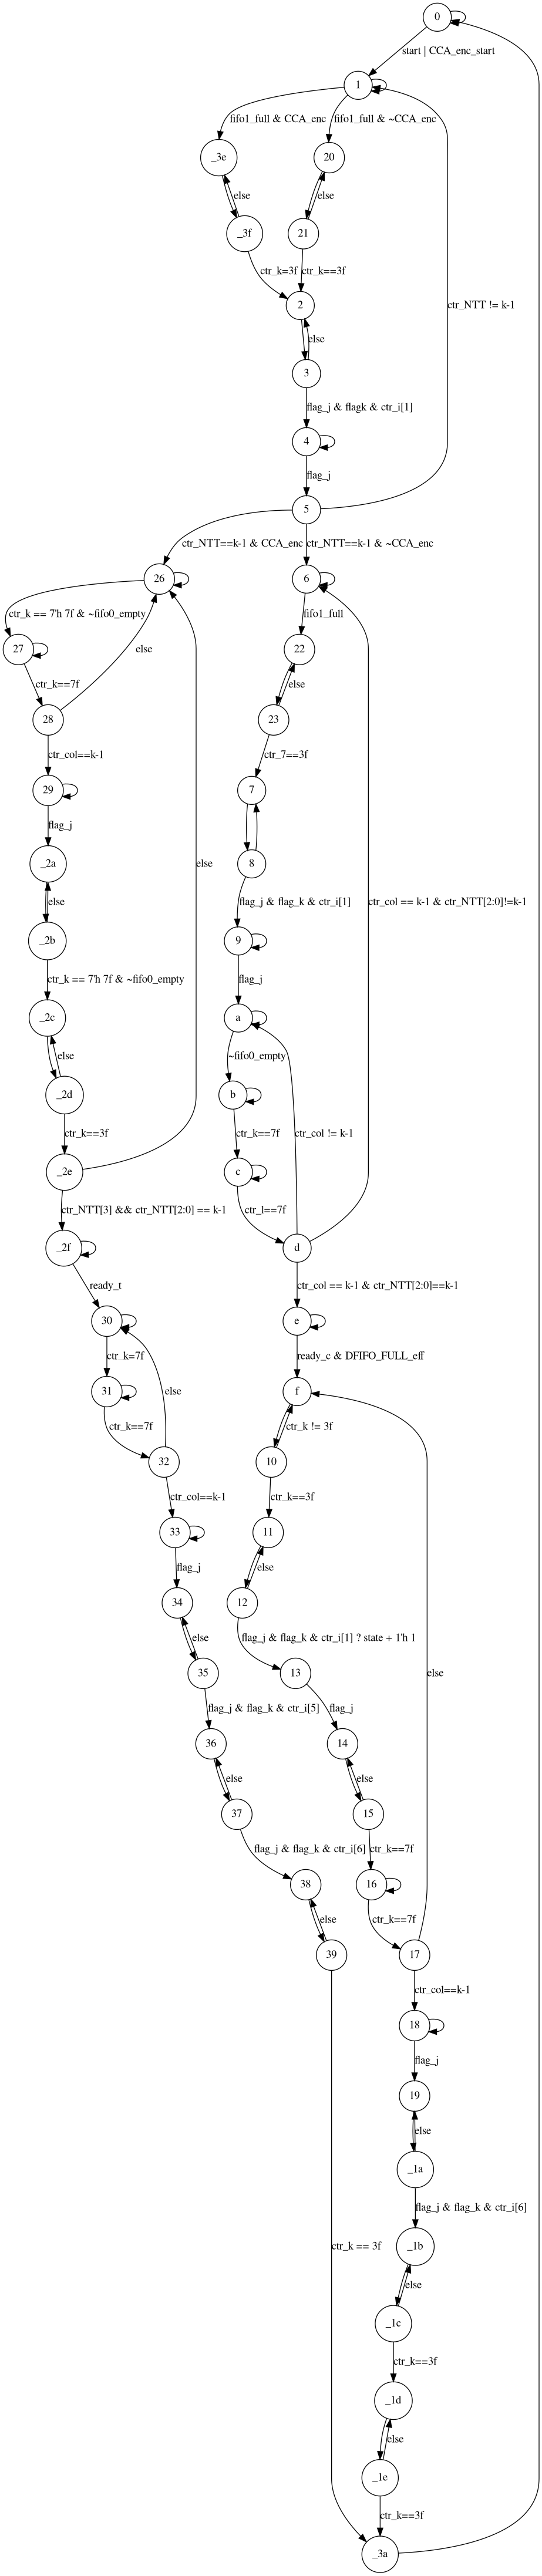 0
start | CCA_enc_start
1
fifo1_full & CCA_enc
fifo1_full & ~CCA_enc
_3e
20
else
else
_3f
21
ctr_k=3f
ctr_k==3f
2
ctr_NTT != k-1
else
3
flag_j & flagk & ctr_i[1]
4
flag_j
5
ctr_NTT==k-1 & CCA_enc
ctr_NTT==k-1 & ~CCA_enc
26
6
ctr_k == 7'h 7f & ~fifo0_empty
fifo1_full
27
else
22
ctr_k==7f
else
28
23
ctr_col==k-1
ctr_7==3f
29
7
flag_j
_2a
else
8
else
flag_j & flag_k & ctr_i[1]
ctr_col == k-1 & ctr_NTT[2:0]!=k-1
_2b
9
ctr_k == 7'h 7f & ~fifo0_empty
flag_j
_2c
a
else
~fifo0_empty
_2d
b
ctr_k==3f
ctr_k==7f
ctr_col != k-1
_2e
c
ctr_NTT[3] && ctr_NTT[2:0] == k-1
ctr_l==7f
_2f
d
ready_t
ctr_col == k-1 & ctr_NTT[2:0]==k-1
30
e
ctr_k=7f
ready_c & DFIFO_FULL_eff
31
else
f
ctr_k==7f
ctr_k != 3f
32
10
ctr_col==k-1
ctr_k==3f
33
11
flag_j
else
34
12
else
flag_j & flag_k & ctr_i[1] ? state + 1'h 1
35
13
else
flag_j & flag_k & ctr_i[5]
flag_j
36
14
else
else
37
15
flag_j & flag_k & ctr_i[6]
ctr_k==7f
38
16
else
ctr_k==7f
39
17
ctr_col==k-1
18
flag_j
19
else
_1a
flag_j & flag_k & ctr_i[6]
ctr_k == 3f
_1b
else
_1c
ctr_k==3f
_1d
else
_1e
ctr_k==3f
_3a